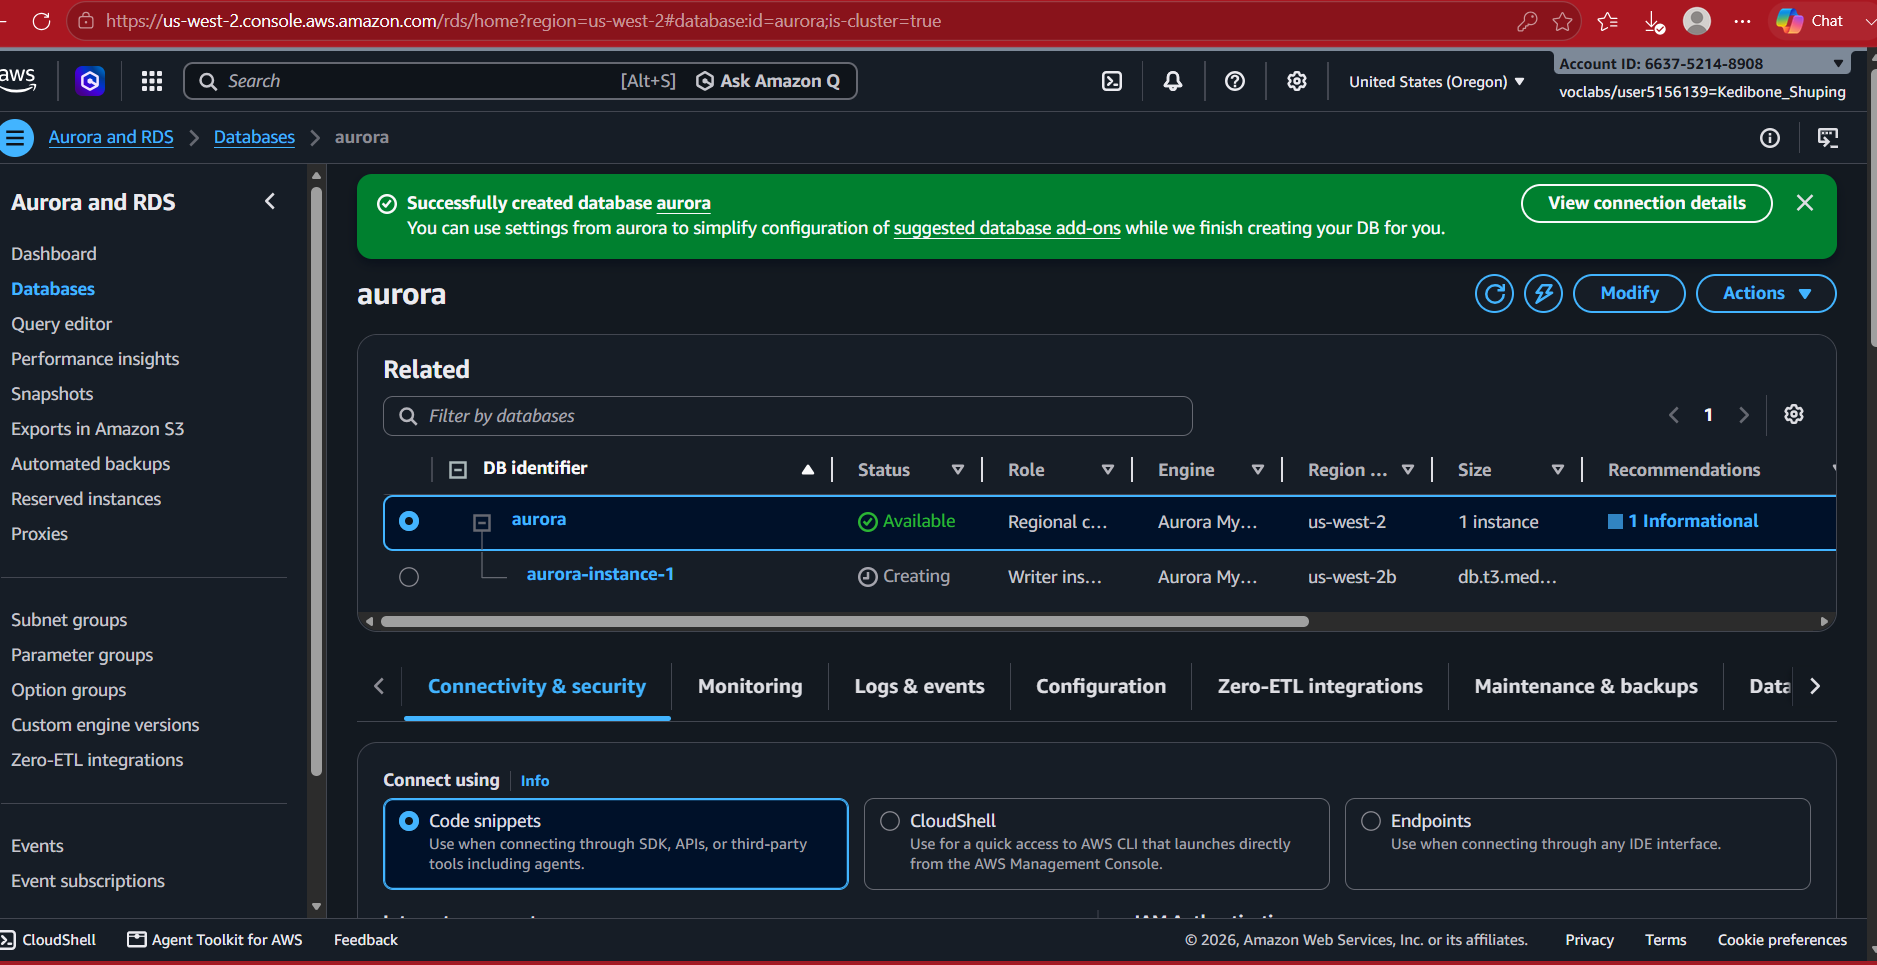 https://us-west-2.console.aws.amazon.com/rds/home?region=us-west-2#database:id=aurora;is-cluster=true
Chat
aws
Search
[Alt+S]
Ask Amazon Q
United States (Oregon)
Account ID: 6637-5214-8908
voclabs/user5156139=Kedibone_Shuping
Aurora and RDS
Databases
aurora
Aurora and RDS
Dashboard
Databases
Query editor
Performance insights
Snapshots
Exports in Amazon S3
Automated backups
Reserved instances
Proxies
Subnet groups
Parameter groups
Option groups
Custom engine versions
Zero-ETL integrations
Events
Event subscriptions
Successfully created database aurora
You can use settings from aurora to simplify configuration of suggested database add-ons while we finish creating your DB for you.
View connection details
aurora
Modify
Actions
Related
Filter by databases
1
DB identifier Status Role Engine Region ... Size Recommendations
aurora Available Regional c... Aurora My... us-west-2 1 instance 1 Informational
aurora-instance-1 Creating Writer ins... Aurora My... us-west-2b db.t3.med...
Connectivity & security
Monitoring
Logs & events
Configuration
Zero-ETL integrations
Maintenance & backups
Data
Connect using
Info
Code snippets
Use when connecting through SDK, APIs, or third-party
tools including agents.
CloudShell
Use for a quick access to AWS CLI that launches directly
from the AWS Management Console.
Endpoints
Use when connecting through any IDE interface.
CloudShell
Agent Toolkit for AWS
Feedback
© 2026, Amazon Web Services, Inc. or its affiliates.
Privacy
Terms
Cookie preferences